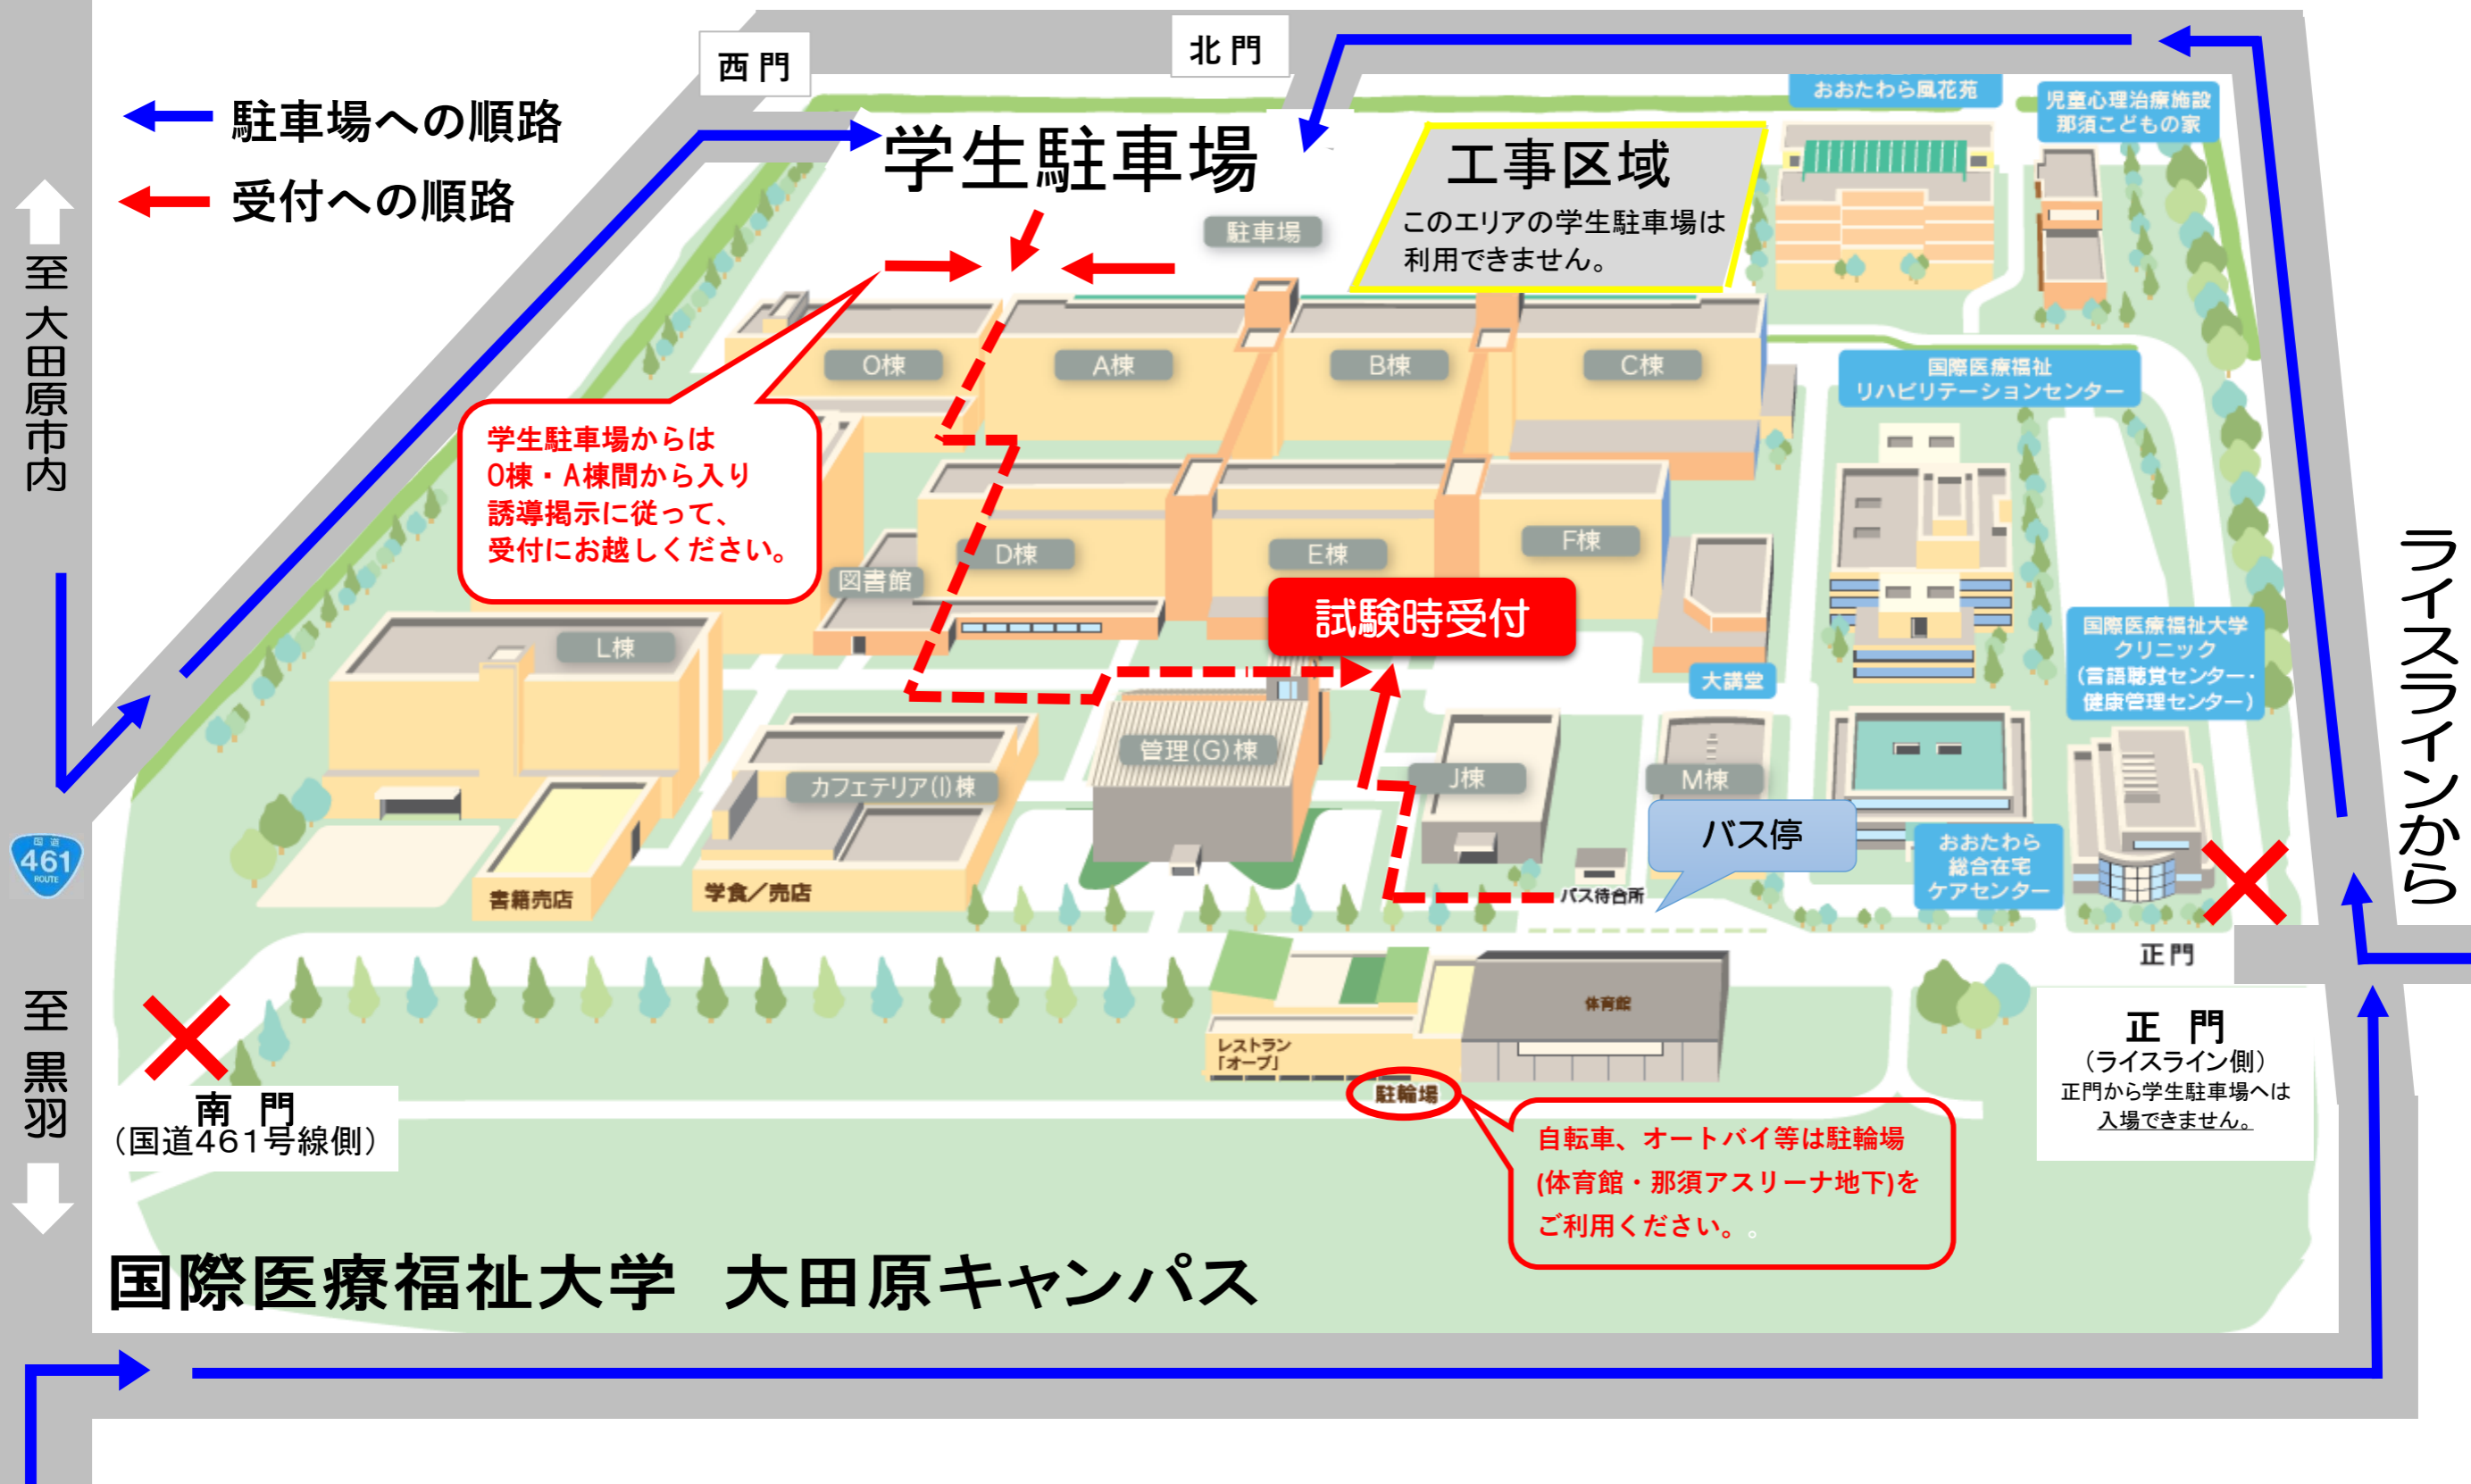 西門
北門
駐車場への順路
受付への順路
学生駐車場
工事区域
このエリアの学生駐車場は
利用できません。
駐車場
おおたわら風花苑
児童心理治療施設
那須こどもの家
至 大田原市内
O棟
A棟
B棟
C棟
国際医療福祉
リハビリテーションセンター
学生駐車場からは
O棟・A棟間から入り
誘導掲示に従って、
受付にお越しください。
D棟
E棟
F棟
図書館
試験時受付
L棟
大講堂
国際医療福祉大学
クリニック
(言語聴覚センター・
健康管理センター)
ライスラインから
管理(G)棟
カフェテリア(I)棟
J棟
M棟
バス停
国道
461
ROUTE
おおたわら
総合在宅
ケアセンター
書籍売店
学食/売店
バス待合所
正門
至 黒羽
体育館
レストラン
「オーブ」
駐輪場
正 門
(ライスライン側)
正門から学生駐車場へは
入場できません。
南 門
(国道461号線側)
自転車、オートバイ等は駐輪場
(体育館・那須アスリーナ地下)を
ご利用ください。。
国際医療福祉大学 大田原キャンパス